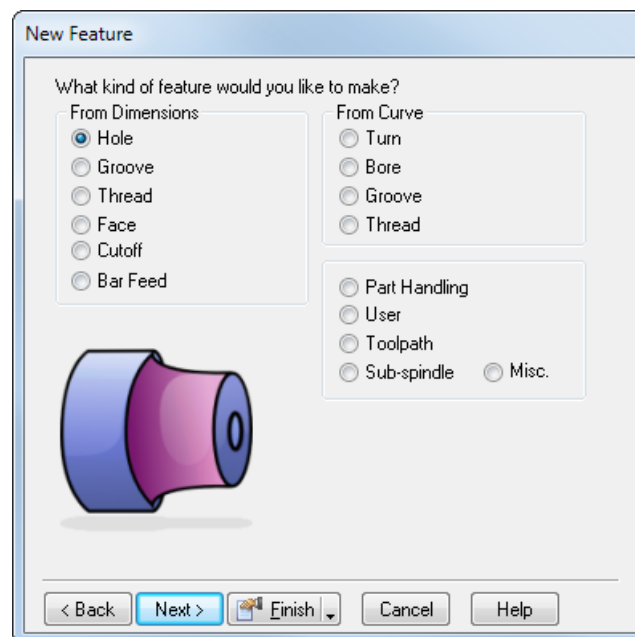 New Feature
What kind of feature would you like to make?
From Dimensions
Hole
Groove
Thread
Face
Cutoff
Bar Feed
From Curve
Turn
Bore
Groove
Thread
Part Handling
User
Toolpath
Sub-spindle Misc.
< Back Next > Finish Cancel Help